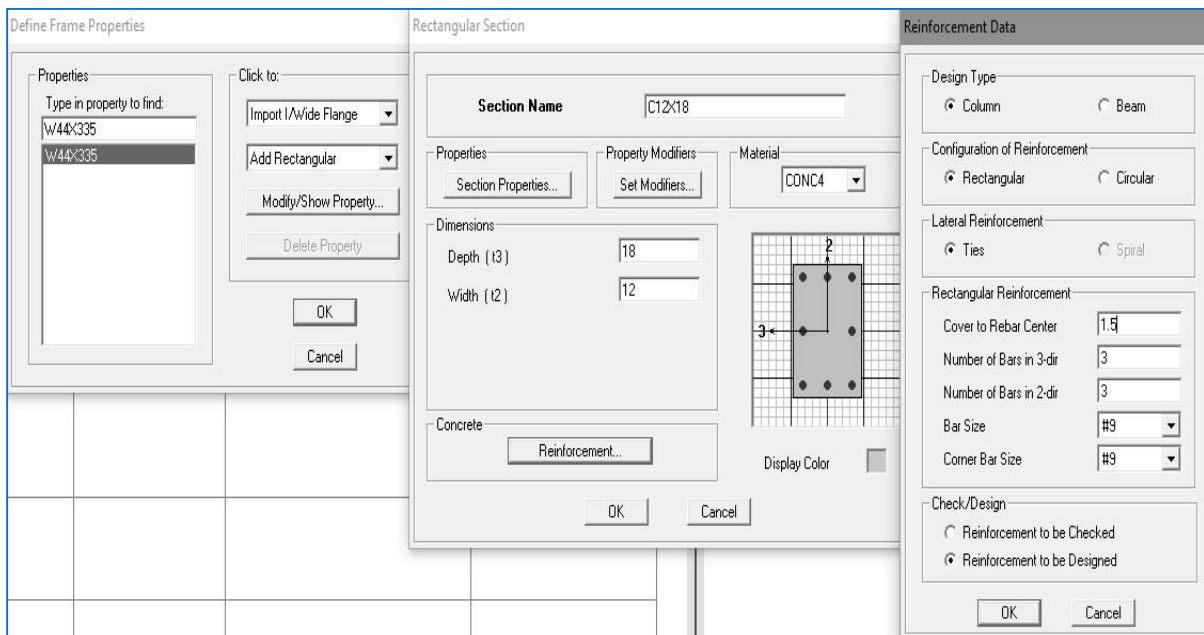 Define Frame Properties
Properties
Type in property to find:
W44X335
W44X335
Click to:
Import I/Wide Flange
Add Rectangular
Modify/Show Property...
Delete Property
OK
Cancel
Rectangular Section
Section Name
C12X18
Properties
Section Properties...
Property Modifiers
Set Modifiers...
Material
CONC4
Dimensions
Depth ( t3 )
18
Width ( t2 )
12
2
3
Concrete
Reinforcement...
Display Color
OK
Cancel
Reinforcement Data
Design Type
Column
Beam
Configuration of Reinforcement
Rectangular
Circular
Lateral Reinforcement
Ties
Spiral
Rectangular Reinforcement
Cover to Rebar Center
1.5
Number of Bars in 3-dir
3
Number of Bars in 2-dir
3
Bar Size
#9
Corner Bar Size
#9
Check/Design
Reinforcement to be Checked
Reinforcement to be Designed
OK
Cancel